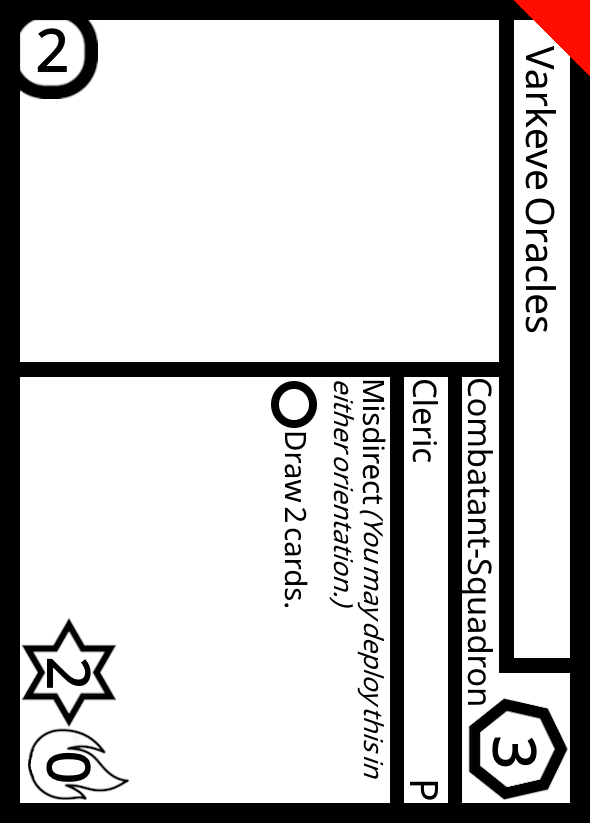 2
Varkeve Oracles
3
Combatant-Squadron
Cleric P
Misdirect (You may deploy this in
either orientation.)
Draw 2 cards.
2
0